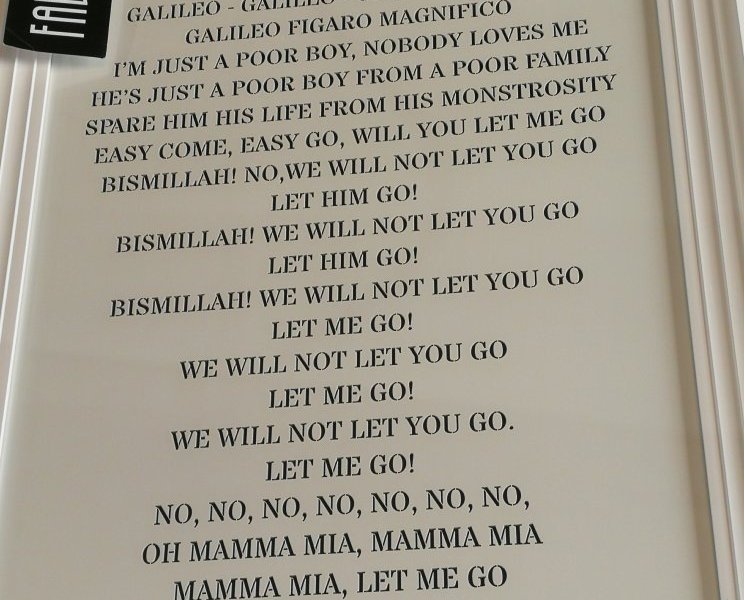 FAB
GALILEO - GALILEO -
GALILEO FIGARO MAGNIFICO
I'M JUST A POOR BOY, NOBODY LOVES ME
HE'S JUST A POOR BOY FROM A POOR FAMILY
SPARE HIM HIS LIFE FROM HIS MONSTROSITY
EASY COME, EASY GO, WILL YOU LET ME GO
BISMILLAH! NO,WE WILL NOT LET YOU GO
LET HIM GO!
BISMILLAH! WE WILL NOT LET YOU GO
LET HIM GO!
BISMILLAH! WE WILL NOT LET YOU GO
LET ME GO!
WE WILL NOT LET YOU GO
LET ME GO!
WE WILL NOT LET YOU GO.
LET ME GO!
NO, NO, NO, NO, NO, NO, NO,
OH MAMMA MIA, MAMMA MIA
MAMMA MIA, LET ME GO